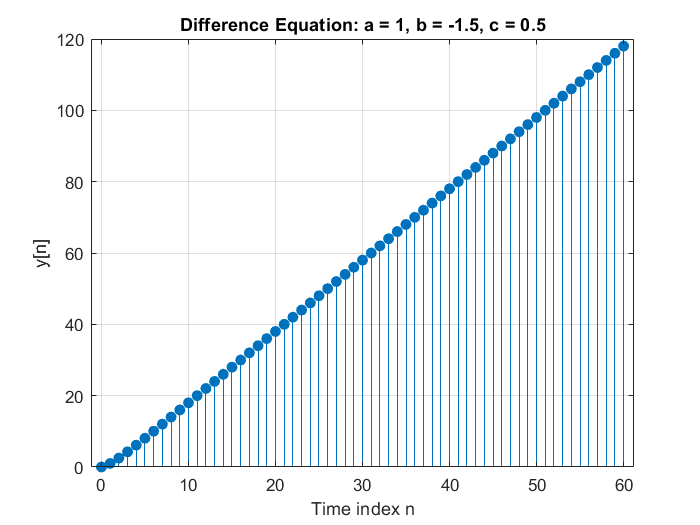 Difference Equation: a = 1, b = -1.5, c = 0.5
120
100
80
60
40
20
0
y[n]
0 10 20 30 40 50 60
Time index n